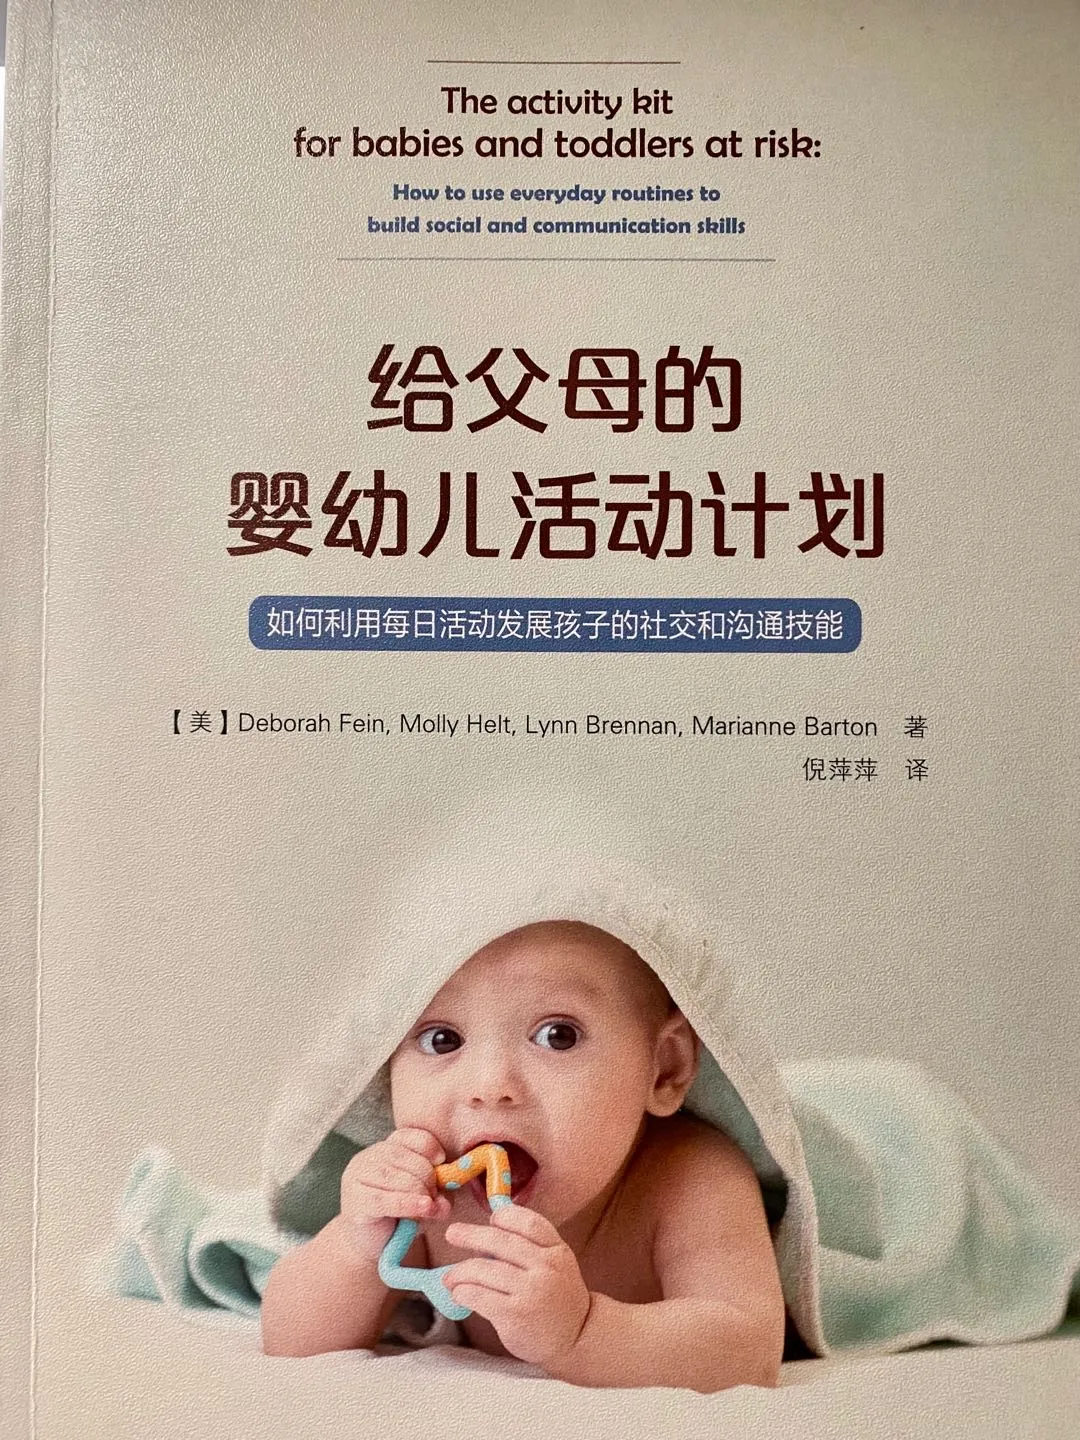 The activity kit
for babies and toddlers at risk:
How to use everyday routines to
build social and communication skills
给父母的
婴幼儿活动计划
如何利用每日活动发展孩子的社交和沟通技能
【美】Deborah Fein, Molly Helt, Lynn Brennan, Marianne Barton 著
倪萍萍 译